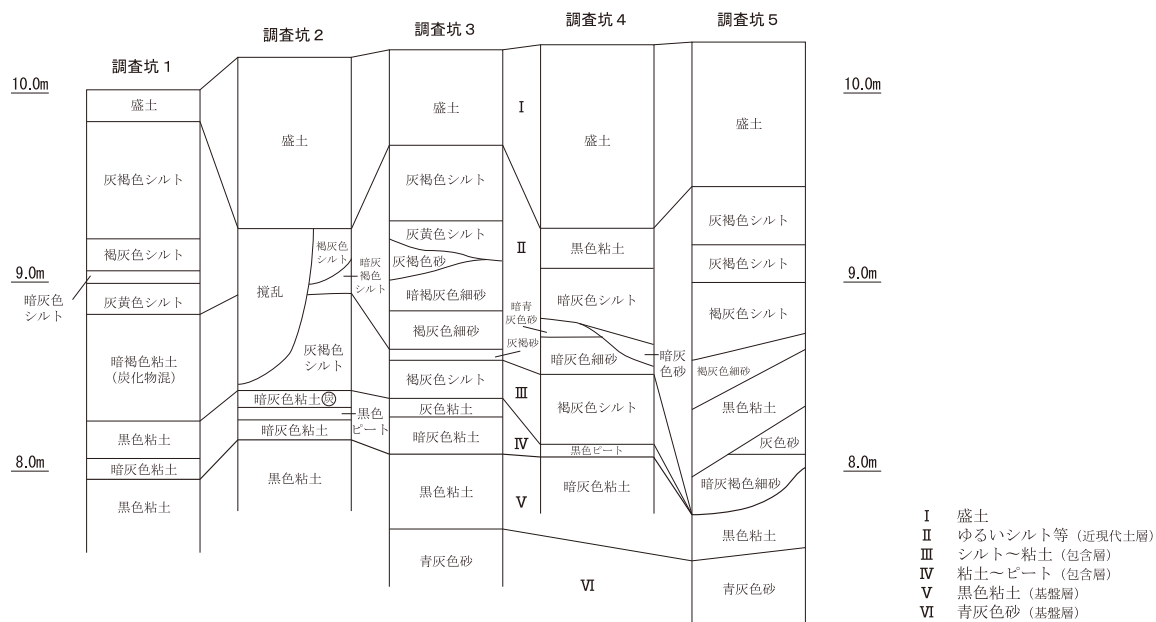 調査坑1
調査坑2
調査坑3
調査坑4
調査坑5
10.0m
9.0m
8.0m
盛土
灰褐色シルト
褐灰色
シルト
暗灰色
シルト
灰黄色シルト
暗褐色粘土
(炭化物混)
黒色粘土
暗灰色粘土
黒色粘土
盛土
撹乱
褐灰色
シルト
暗灰
褐色
シルト
灰褐色
シルト
暗灰色粘土炭
黒色
ピート
暗灰色粘土
黒色粘土
盛土
灰褐色シルト
灰黄色シルト
灰褐色砂
暗褐灰色細砂
褐灰色細砂
灰褐砂
褐灰色シルト
灰色粘土
暗灰色粘土
黒色粘土
青灰色砂
Ⅰ
Ⅱ
Ⅲ
Ⅳ
Ⅴ
Ⅵ
盛土
黒色粘土
暗灰色シルト
暗青
灰色砂
暗灰色細砂
暗灰
色砂
褐灰色シルト
黒色ピート
暗灰色粘土
盛土
灰褐色シルト
灰褐色シルト
褐灰色シルト
褐灰色細砂
黒色粘土
灰色砂
暗灰褐色細砂
黒色粘土
青灰色砂
10.0m
9.0m
8.0m
Ⅰ 盛土
Ⅱ ゆるいシルト等(近現代土層)
Ⅲ シルト～粘土(包含層)
Ⅳ 粘土～ピート(包含層)
Ⅴ 黒色粘土(基盤層)
Ⅵ 青灰色砂(基盤層)